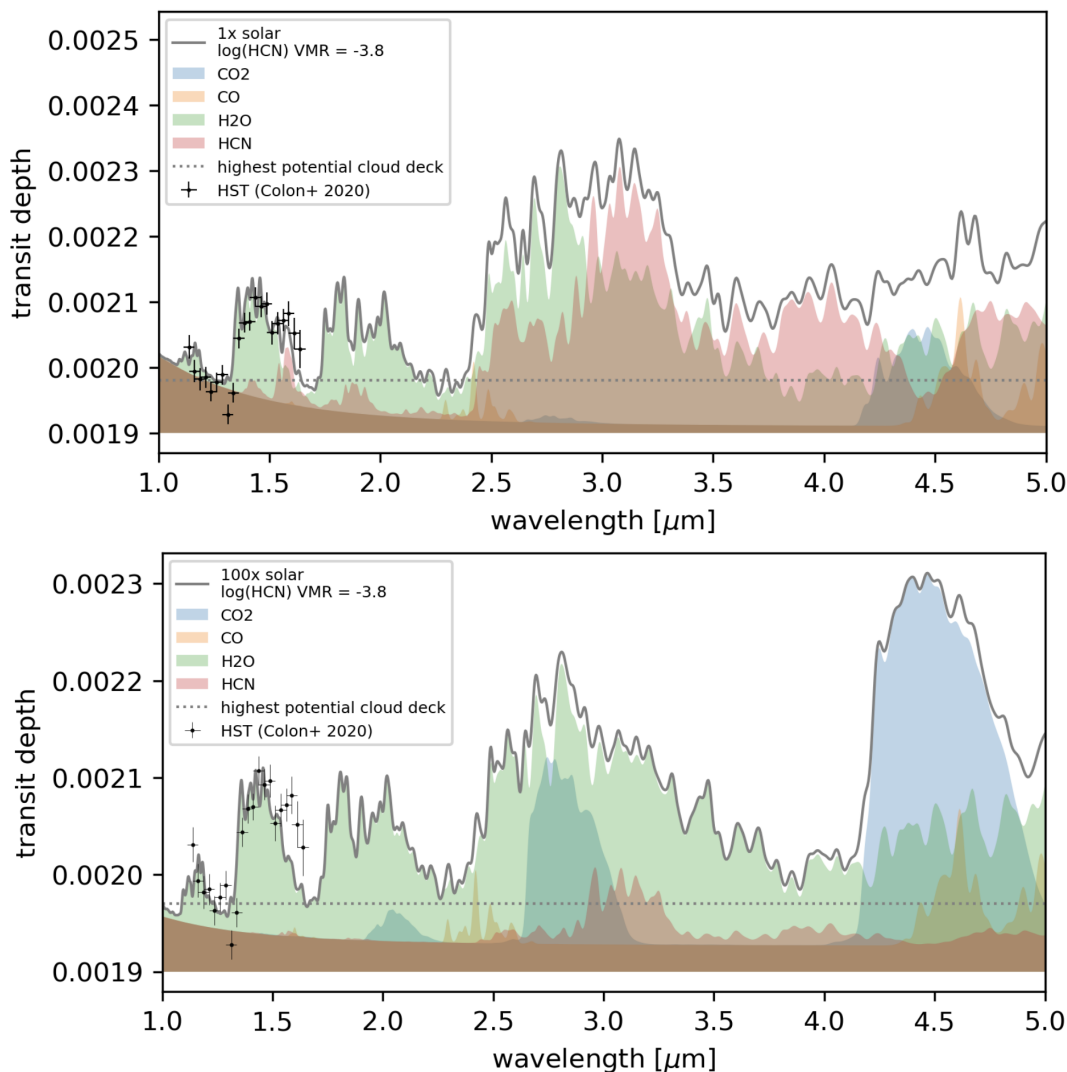 0.0025
0.0024
0.0023
0.0022
0.0021
0.0020
0.0019
transit depth
1x solar
log(HCN) VMR = -3.8
CO2
CO
H2O
HCN
highest potential cloud deck
HST (Colon+ 2020)
1.0 1.5 2.0 2.5 3.0 3.5 4.0 4.5 5.0
wavelength [μm]
0.0023
0.0022
0.0021
0.0020
0.0019
transit depth
100x solar
log(HCN) VMR = -3.8
CO2
CO
H2O
HCN
highest potential cloud deck
HST (Colon+ 2020)
1.0 1.5 2.0 2.5 3.0 3.5 4.0 4.5 5.0
wavelength [μm]